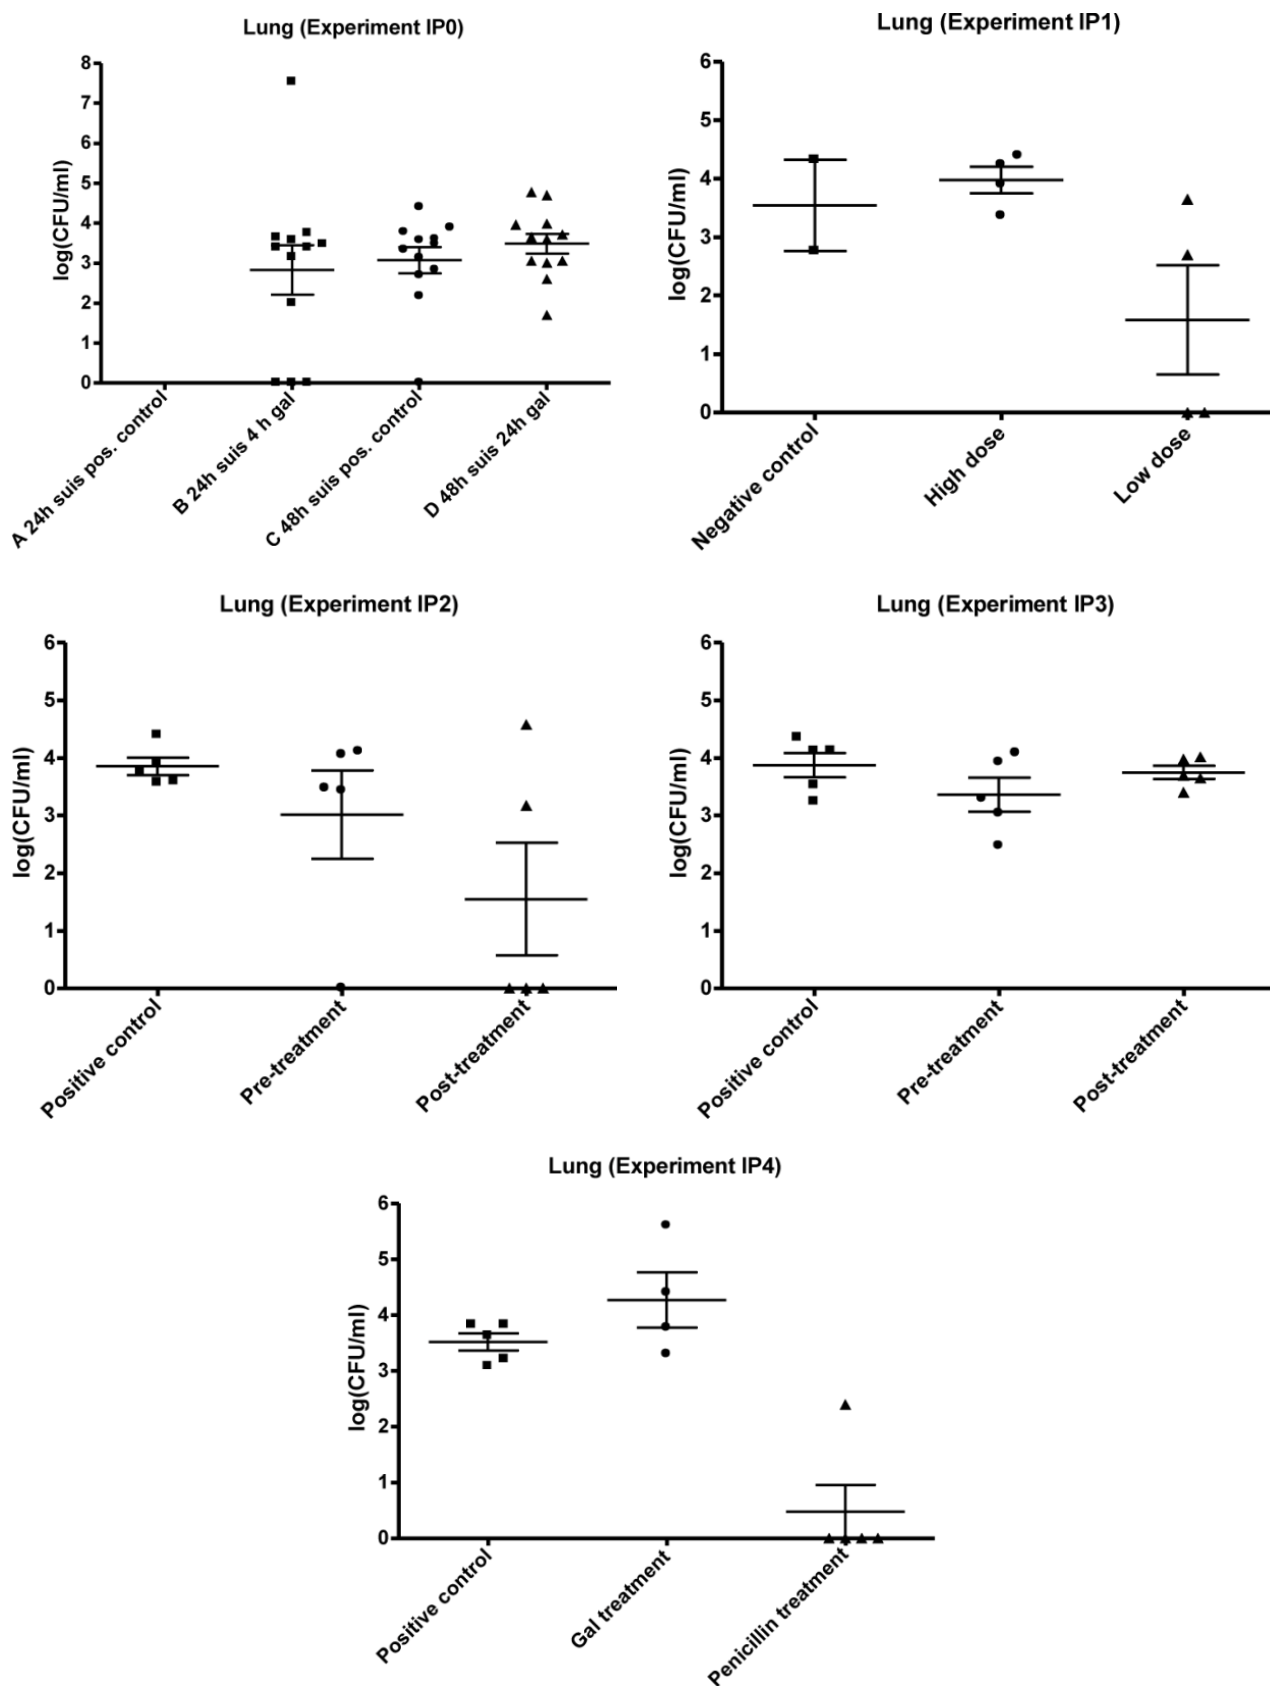 Lung (Experiment IP0)
8
7
6
5
4
3
2
1
0
log(CFU/ml)
A 24h suis pos. control
B 24h suis 4 h gal
C 48h suis pos. control
D 48h suis 24h gal
Lung (Experiment IP1)
6
5
4
3
2
1
0
log(CFU/ml)
Negative control
High dose
Low dose
Lung (Experiment IP2)
6
5
4
3
2
1
0
log(CFU/ml)
Positive control
Pre-treatment
Post-treatment
Lung (Experiment IP3)
6
5
4
3
2
1
0
log(CFU/ml)
Positive control
Pre-treatment
Post-treatment
Lung (Experiment IP4)
6
5
4
3
2
1
0
log(CFU/ml)
Positive control
Gal treatment
Penicillin treatment